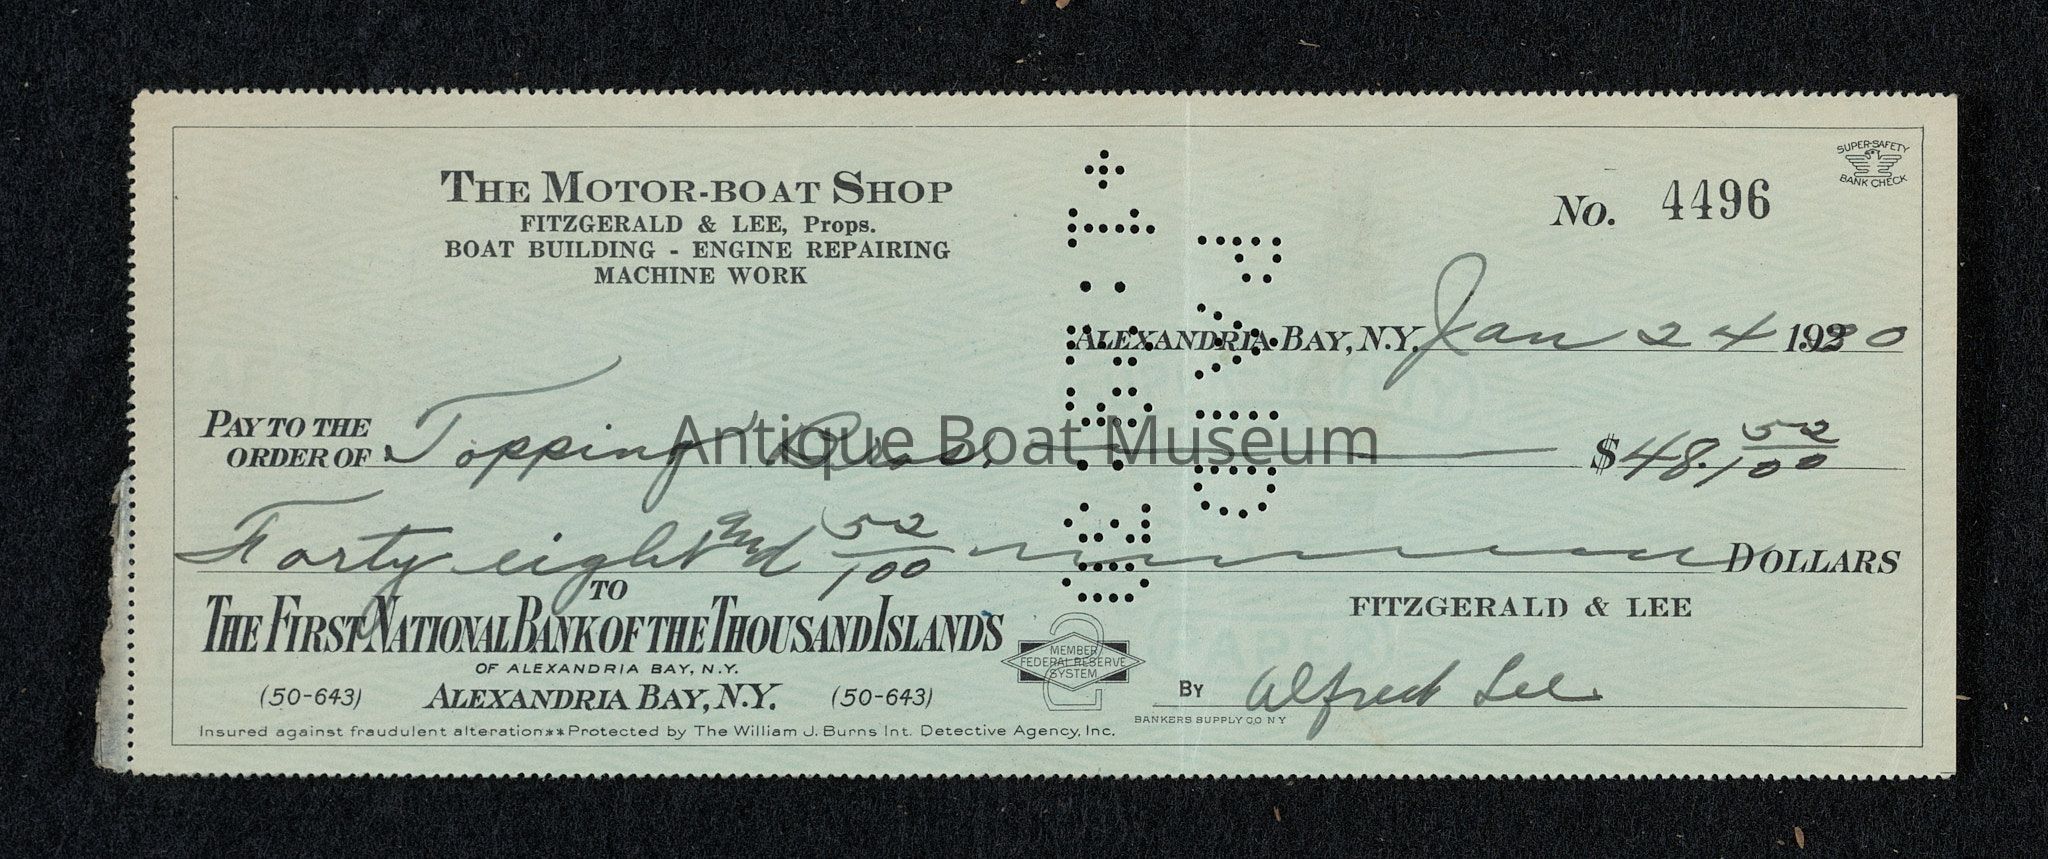 THE MOTOR-BOAT SHOP
FITZGERALD & LEE, Props.
BOAT BUILDING - ENGINE REPAIRING
MACHINE WORK
SUPER-SAFETY
BANK CHECK
No. 4496
ALEXANDRIA BAY, N.Y. Jan 24 1930
PAY TO THE
ORDER OF Topping Bros. $48.52/100
Antique Boat Museum
Forty eight and 52/100 DOLLARS
TO
THE FIRST NATIONAL BANK OF THE THOUSAND ISLANDS
OF ALEXANDRIA BAY, N.Y.
(50-643) ALEXANDRIA BAY, N.Y. (50-643)
MEMBER
FEDERAL RESERVE
SYSTEM
FITZGERALD & LEE
BY Alfred Lee
BANKERS SUPPLY CO N Y
Insured against fraudulent alteration**Protected by The William J. Burns Int. Detective Agency, Inc.
PAID